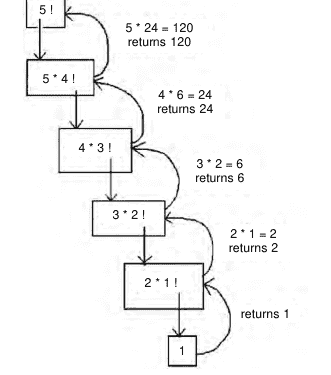 5 !
5 * 24 = 120
returns 120
5 * 4 !
4 * 6 = 24
returns 24
4 * 3 !
3 * 2 = 6
returns 6
3 * 2 !
2 * 1 = 2
returns 2
2 * 1 !
returns 1
1